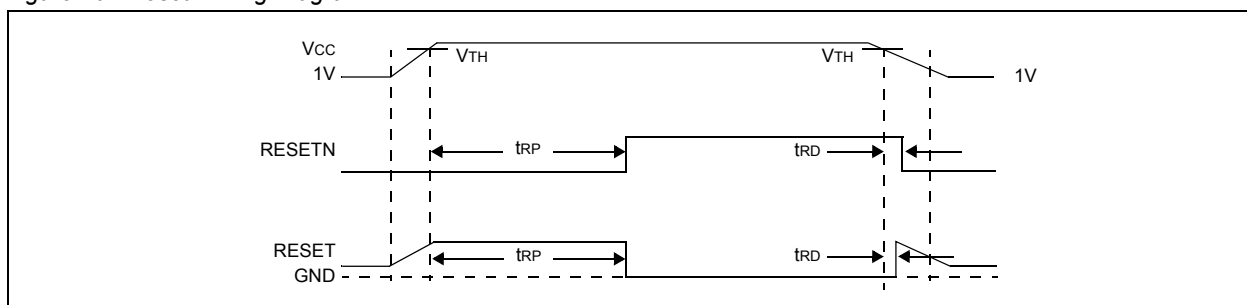 VCC
1V
VTH
VTH
1V
RESETN
tRP
tRD
RESET
GND
tRP
tRD